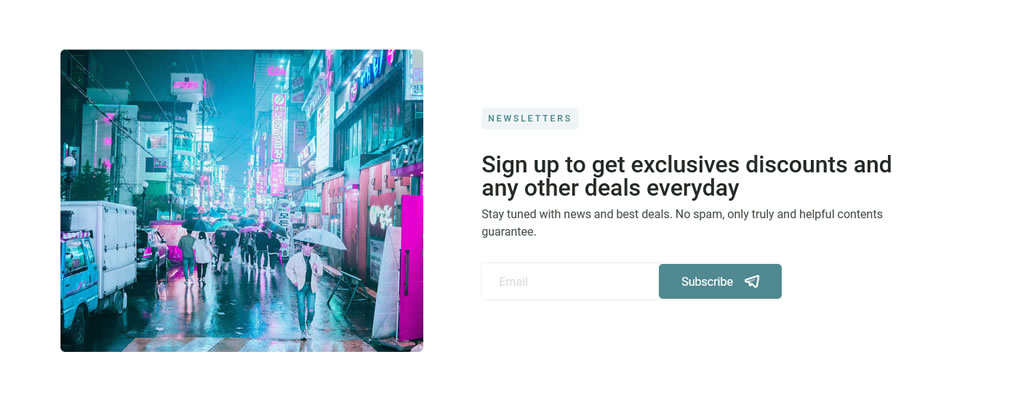 NEWSLETTERS
Sign up to get exclusives discounts and
any other deals everyday
Stay tuned with news and best deals. No spam, only truly and helpful contents
guarantee.
Email
Subscribe